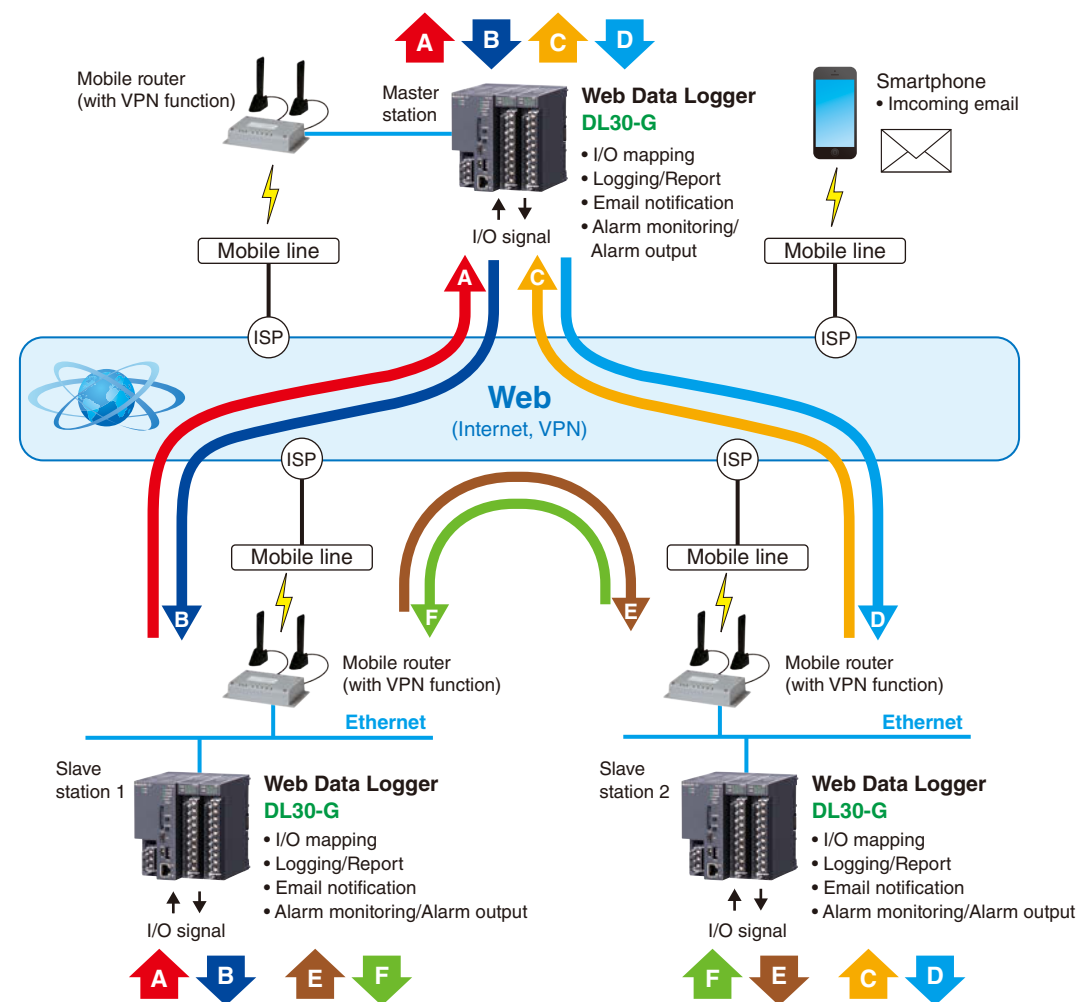 A B C D
Mobile router
(with VPN function)
Master
station
Web Data Logger
DL30-G
• I/O mapping
• Logging/Report
• Email notification
• Alarm monitoring/
Alarm output
I/O signal
Smartphone
• Imcoming email
Mobile line
Mobile line
A
C
ISP
ISP
Web
(Internet, VPN)
ISP
ISP
Mobile line
Mobile line
B
F
E
D
Mobile router
(with VPN function)
Mobile router
(with VPN function)
Ethernet
Ethernet
Slave
station 1
Web Data Logger
DL30-G
• I/O mapping
• Logging/Report
• Email notification
• Alarm monitoring/Alarm output
I/O signal
A B E F
Slave
station 2
Web Data Logger
DL30-G
• I/O mapping
• Logging/Report
• Email notification
• Alarm monitoring/Alarm output
I/O signal
F E C D